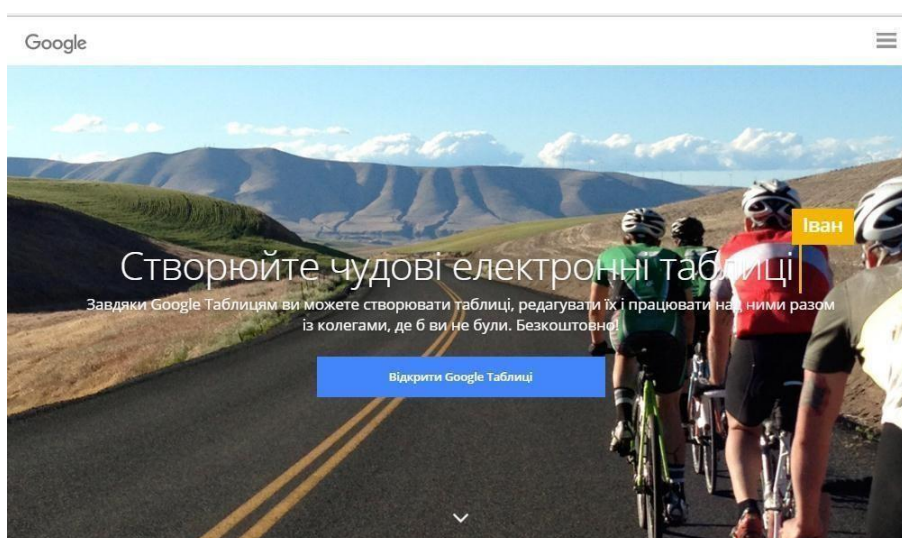 Google
Іван
Створюйте чудові електронні таблиці
Завдяки Google Таблицям ви можете створювати таблиці, редагувати їх і працювати над ними разом
із колегами, де б ви не були. Безкоштовно!
Відкрити Google Таблиці